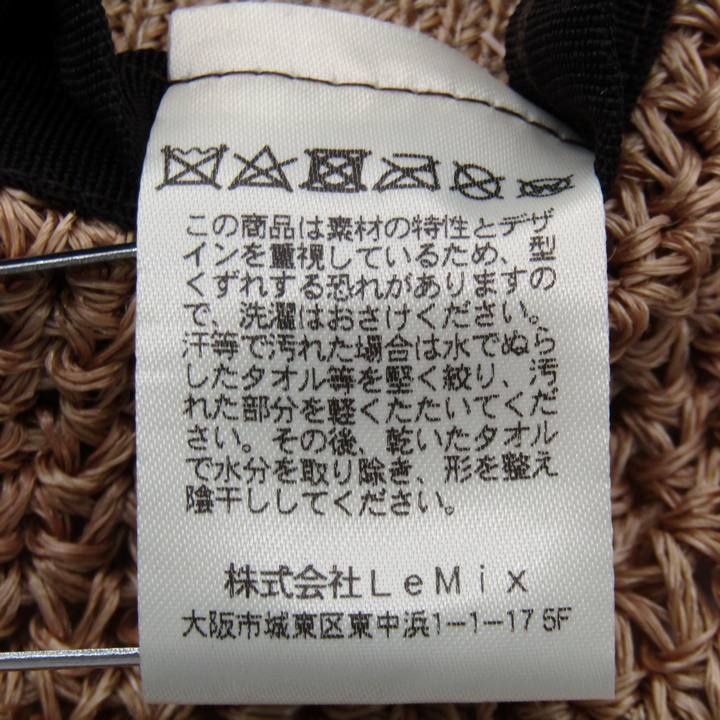 この商品は素材の特性とデザ
インを重視しているため、型
くずれする恐れがありますの
で、洗濯はおさけください。
汗等で汚れた場合は水でぬら
したタオル等を堅く絞り、汚
れた部分を軽くたたいてくだ
さい。その後、乾いたタオル
で水分を取り除き、形を整え
陰干ししてください。
株式会社LeMix
大阪市城東区東中浜1-1-17 5F